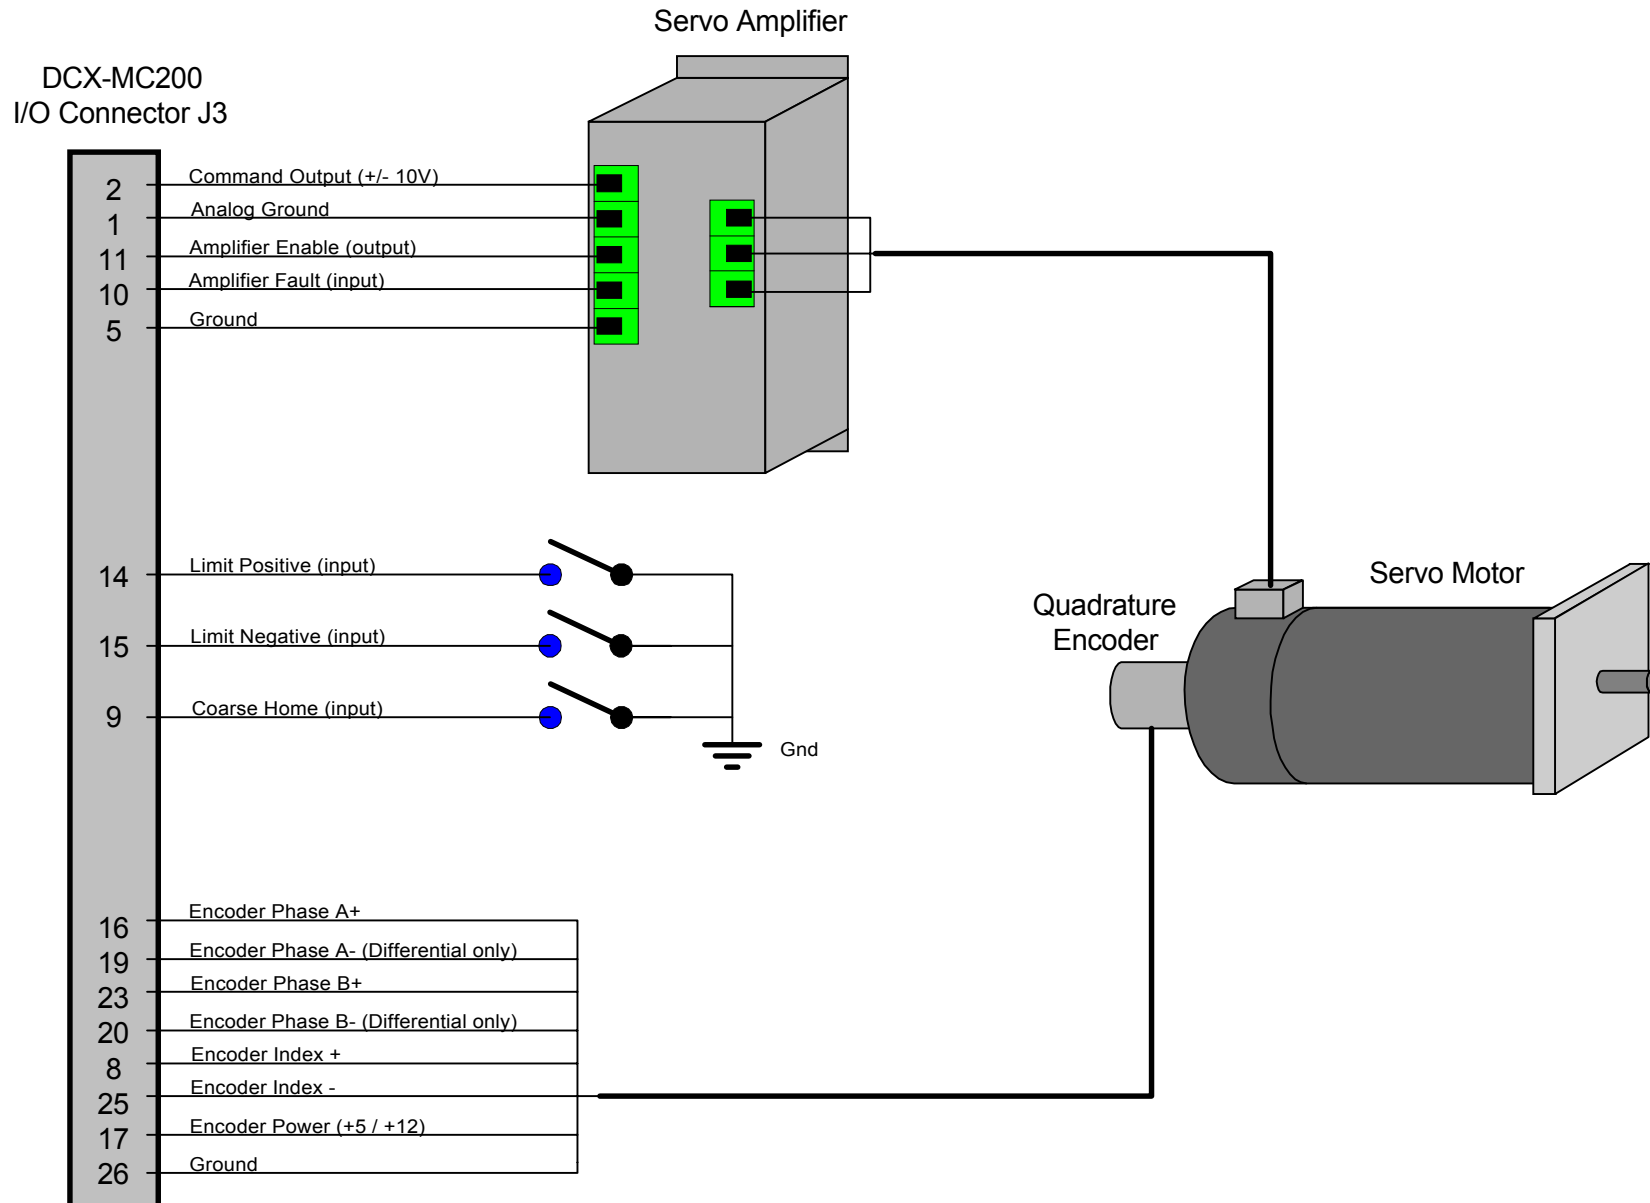 Servo Amplifier
DCX-MC200
I/O Connector J3
2 Command Output (+/- 10V)
1 Analog Ground
11 Amplifier Enable (output)
10 Amplifier Fault (input)
5 Ground
14 Limit Positive (input)
15 Limit Negative (input)
9 Coarse Home (input)
Gnd
Quadrature
Encoder
Servo Motor
16 Encoder Phase A+
19 Encoder Phase A- (Differential only)
23 Encoder Phase B+
20 Encoder Phase B- (Differential only)
8 Encoder Index +
25 Encoder Index -
17 Encoder Power (+5 / +12)
26 Ground